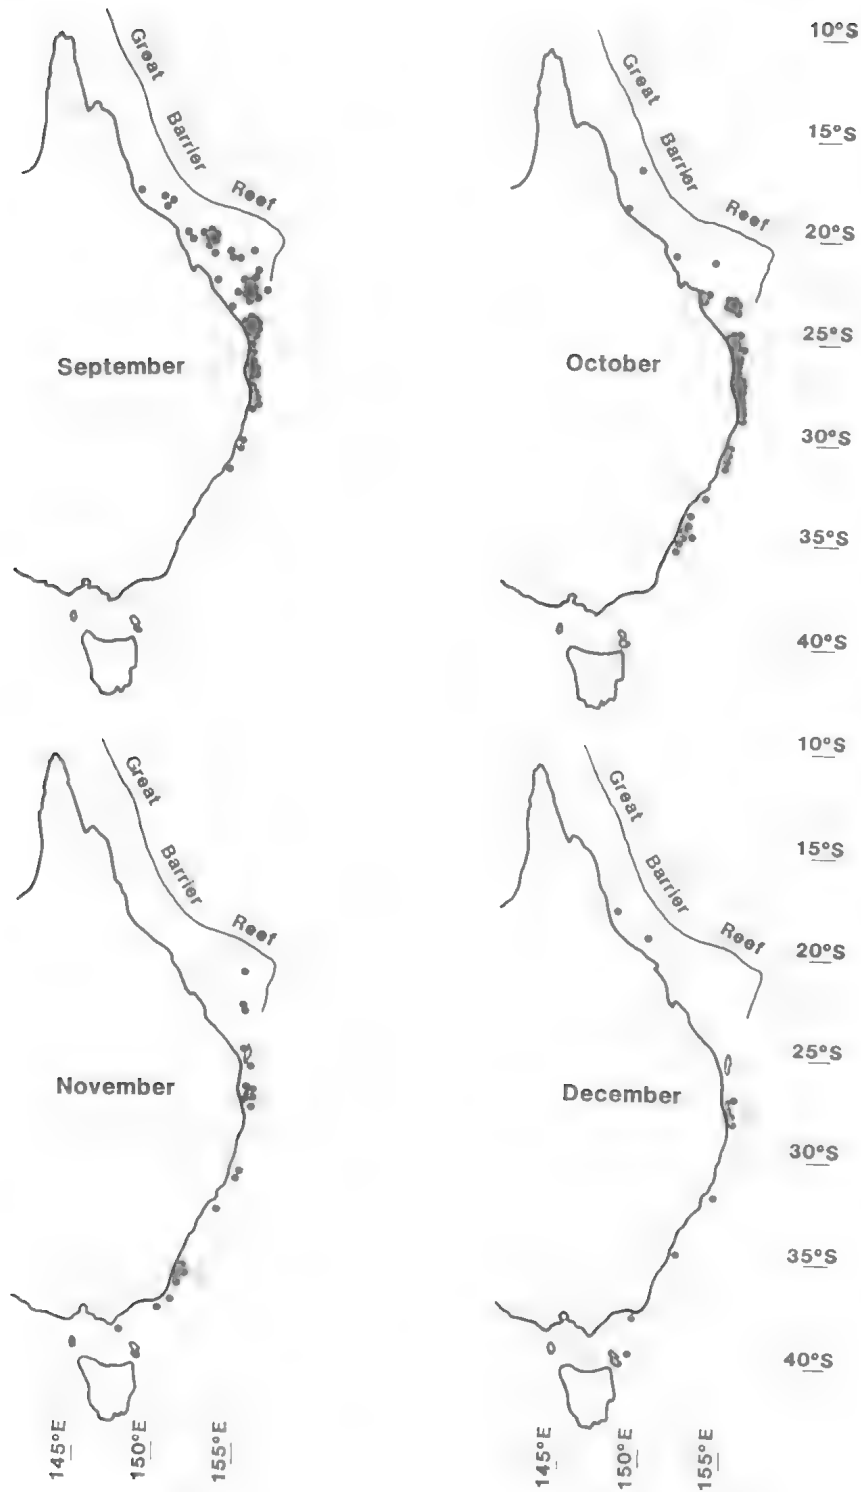 Great
Barrier
Reef
September
Great
Barrier
Reef
October
10°S
15°S
20°S
25°S
30°S
35°S
40°S
Great
Barrier
Reef
November
145°E
150°E
155°E
Great
Barrier
Reef
December
145°E
150°E
155°E
10°S
15°S
20°S
25°S
30°S
35°S
40°S